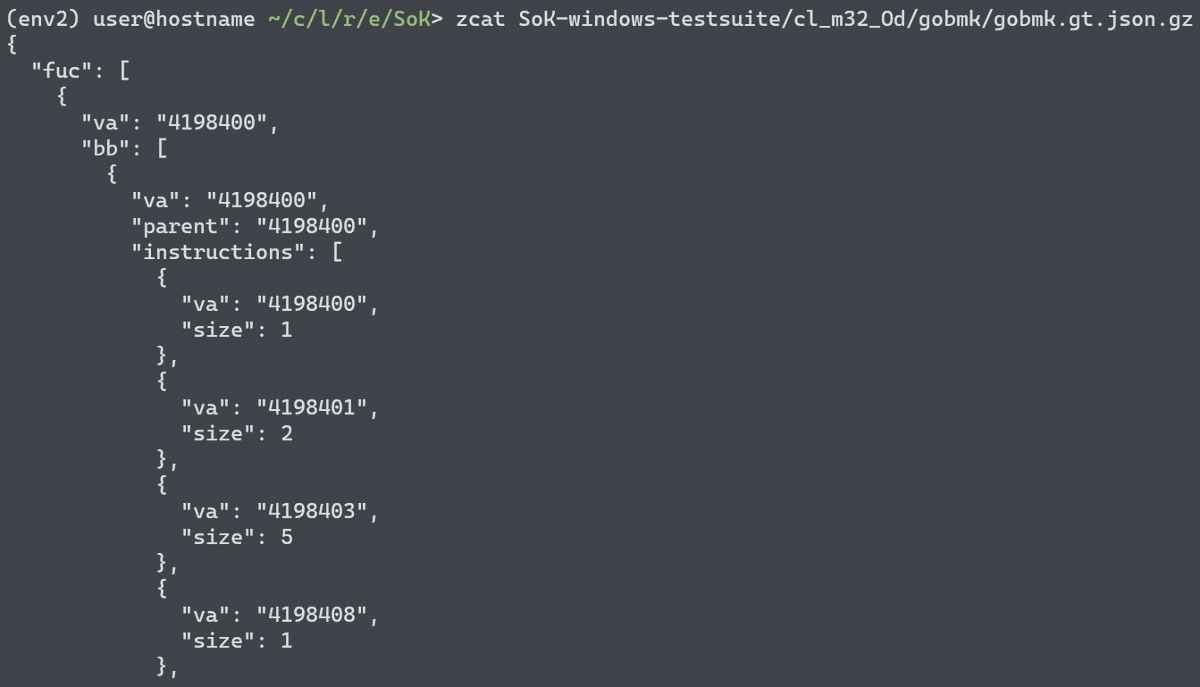 (env2) user@hostname ~/c/l/r/e/SoK> zcat SoK-windows-testsuite/cl_m32_Od/gobmk/gobmk.gt.json.gz
{
  "fuc": [
    {
      "va": "4198400",
      "bb": [
        {
          "va": "4198400",
          "parent": "4198400",
          "instructions": [
            {
              "va": "4198400",
              "size": 1
            },
            {
              "va": "4198401",
              "size": 2
            },
            {
              "va": "4198403",
              "size": 5
            },
            {
              "va": "4198408",
              "size": 1
            },